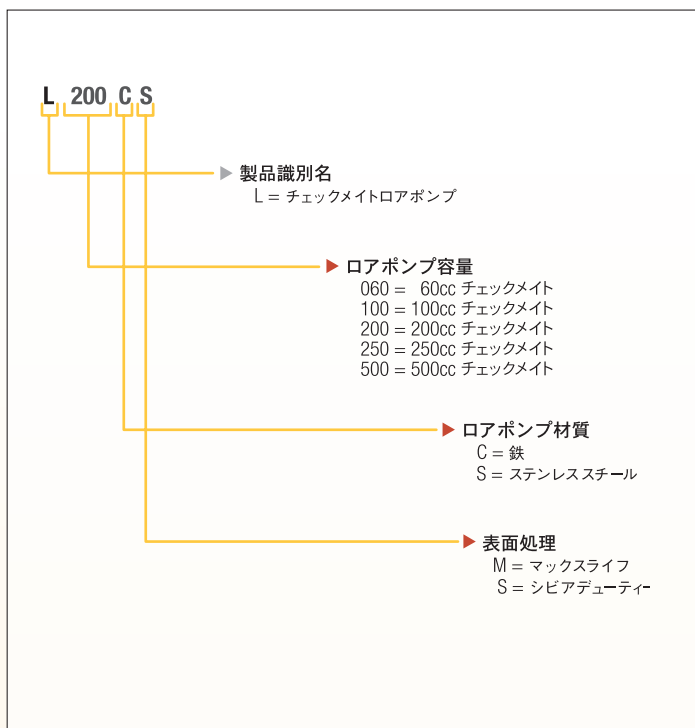 L 200 C S
製品識別名
L = チェックメイトロアポンプ
ロアポンプ容量
060 = 60cc チェックメイト
100 = 100cc チェックメイト
200 = 200cc チェックメイト
250 = 250cc チェックメイト
500 = 500cc チェックメイト
ロアポンプ材質
C = 鉄
S = ステンレススチール
表面処理
M = マックスライフ
S = シビアデューティー